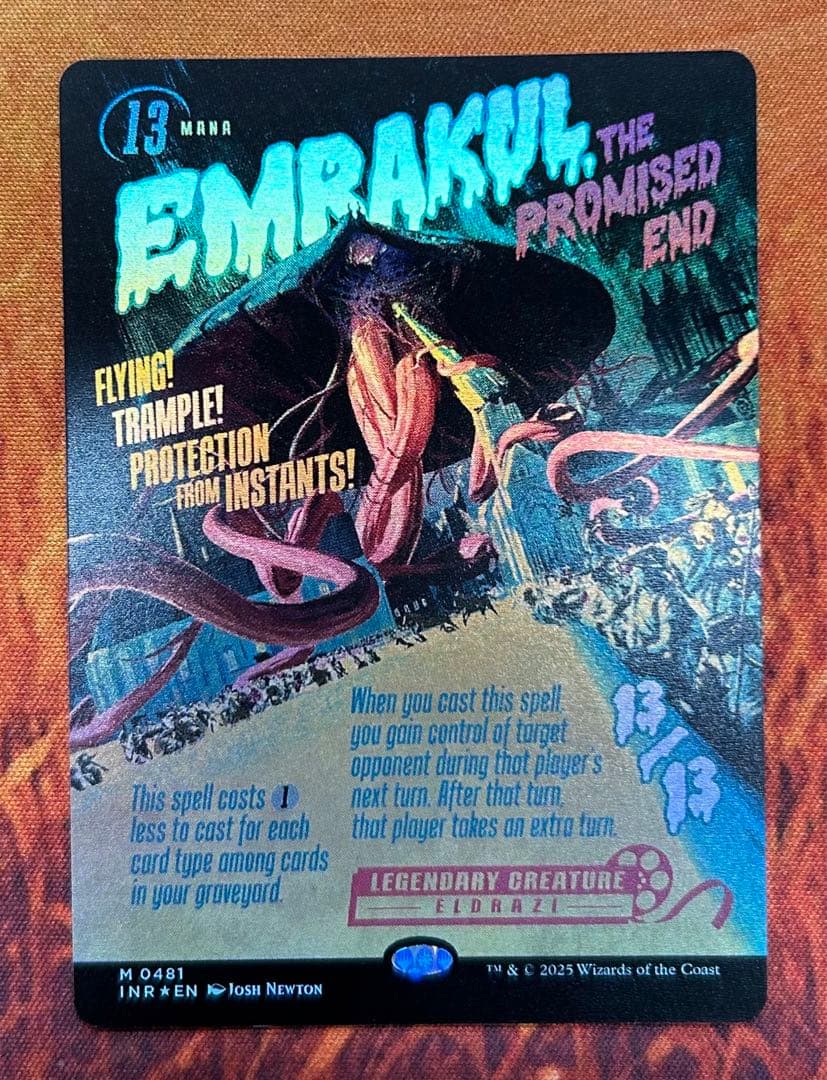 13 MANA
EMRAKUL,
THE
PROMISED
END
FLYING!
TRAMPLE!
PROTECTION
FROM INSTANTS!
This spell costs 1
less to cast for each
card type among cards
in your graveyard.
When you cast this spell,
you gain control of target
opponent during that player's
next turn. After that turn,
that player takes an extra turn.
13/13
LEGENDARY CREATURE
ELDRAZI
M 0481
INR★EN JOSH NEWTON
™ & © 2025 Wizards of the Coast